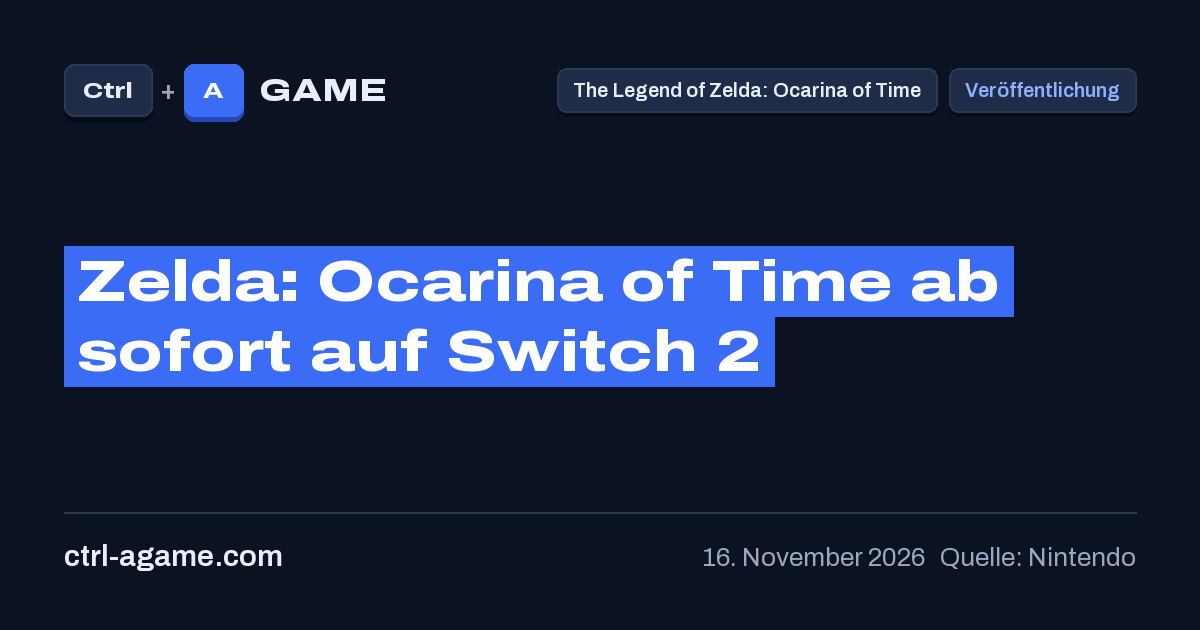 Ctrl + A GAME
The Legend of Zelda: Ocarina of Time
Veröffentlichung
Zelda: Ocarina of Time ab
sofort auf Switch 2
ctrl-agame.com
16. November 2026 Quelle: Nintendo